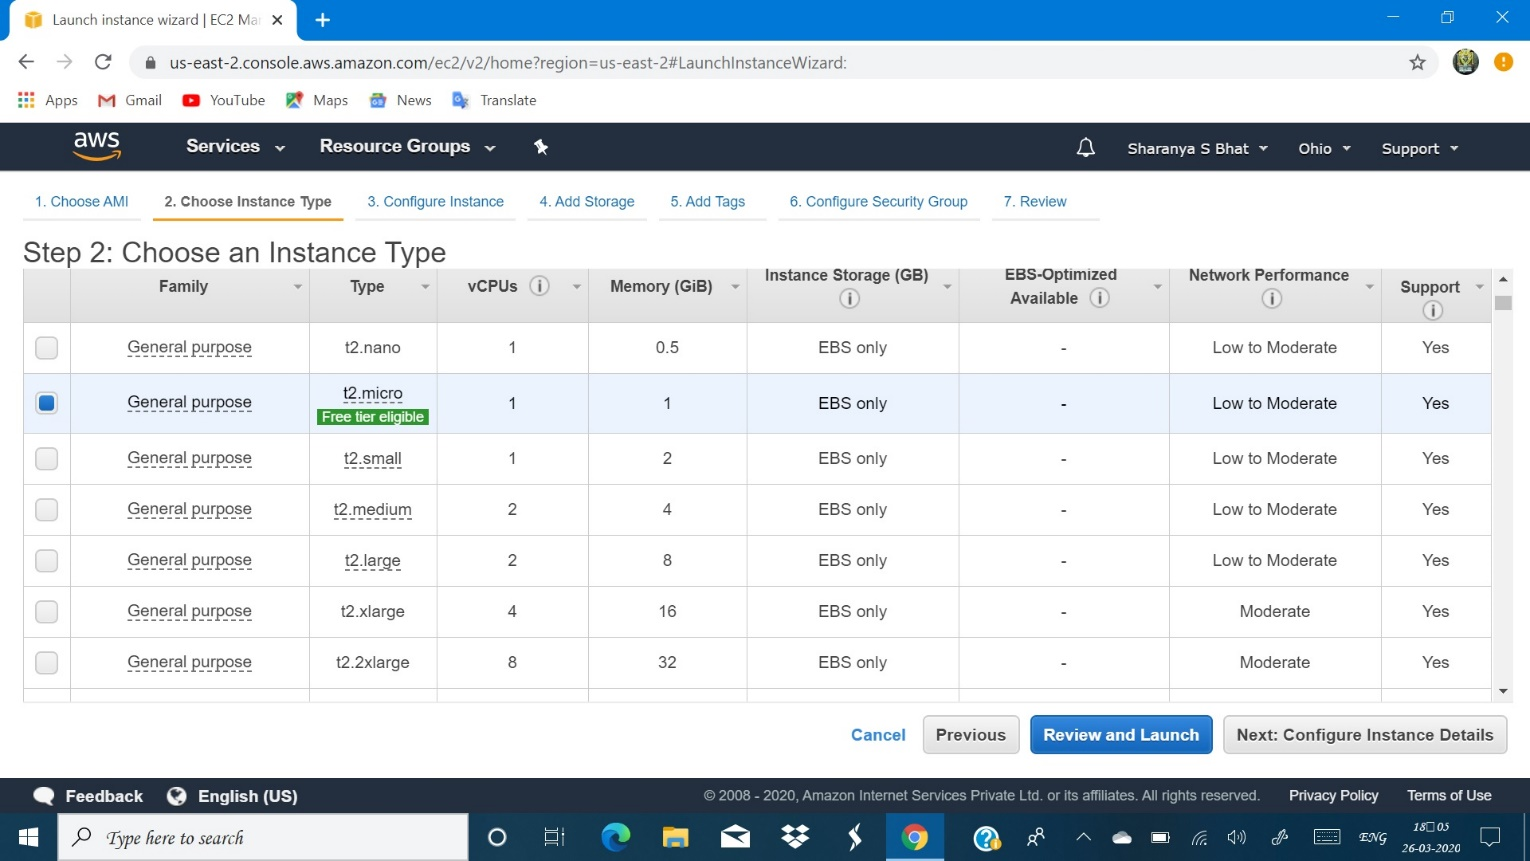 Launch instance wizard | EC2 Ma
us-east-2.console.aws.amazon.com/ec2/v2/home?region=us-east-2#LaunchInstanceWizard:
Apps Gmail YouTube Maps News Translate
aws Services Resource Groups Sharanya S Bhat Ohio Support
1. Choose AMI 2. Choose Instance Type 3. Configure Instance 4. Add Storage 5. Add Tags 6. Configure Security Group 7. Review
Step 2: Choose an Instance Type
Family Type vCPUs Memory (GiB) Instance Storage (GB) EBS-Optimized Available Network Performance Support
General purpose t2.nano 1 0.5 EBS only - Low to Moderate Yes
General purpose t2.micro Free tier eligible 1 1 EBS only - Low to Moderate Yes
General purpose t2.small 1 2 EBS only - Low to Moderate Yes
General purpose t2.medium 2 4 EBS only - Low to Moderate Yes
General purpose t2.large 2 8 EBS only - Low to Moderate Yes
General purpose t2.xlarge 4 16 EBS only - Moderate Yes
General purpose t2.2xlarge 8 32 EBS only - Moderate Yes
Cancel Previous Review and Launch Next: Configure Instance Details
Feedback English (US) © 2008 - 2020, Amazon Internet Services Private Ltd. or its affiliates. All rights reserved. Privacy Policy Terms of Use
Type here to search ENG 18□05
26-03-2020